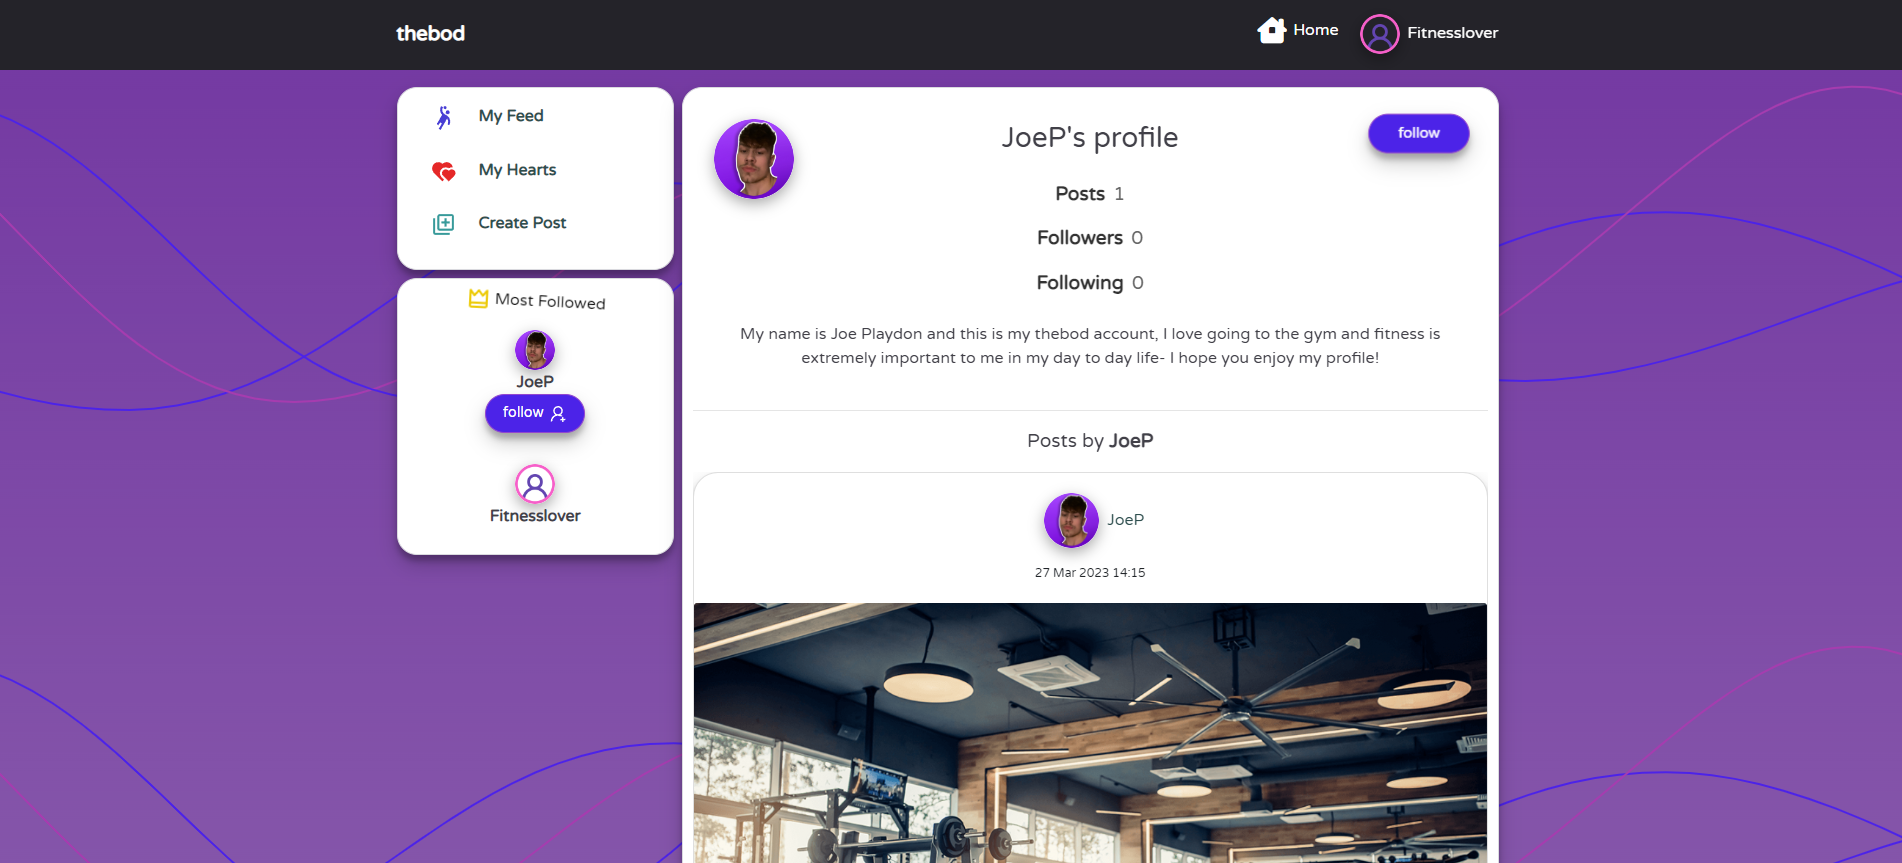 thebod
Home
Fitnesslover
My Feed
My Hearts
Create Post
Most Followed
JoeP
follow
Fitnesslover
JoeP's profile
follow
Posts 1
Followers 0
Following 0
My name is Joe Playdon and this is my thebod account, I love going to the gym and fitness is
extremely important to me in my day to day life- I hope you enjoy my profile!
Posts by JoeP
JoeP
27 Mar 2023 14:15